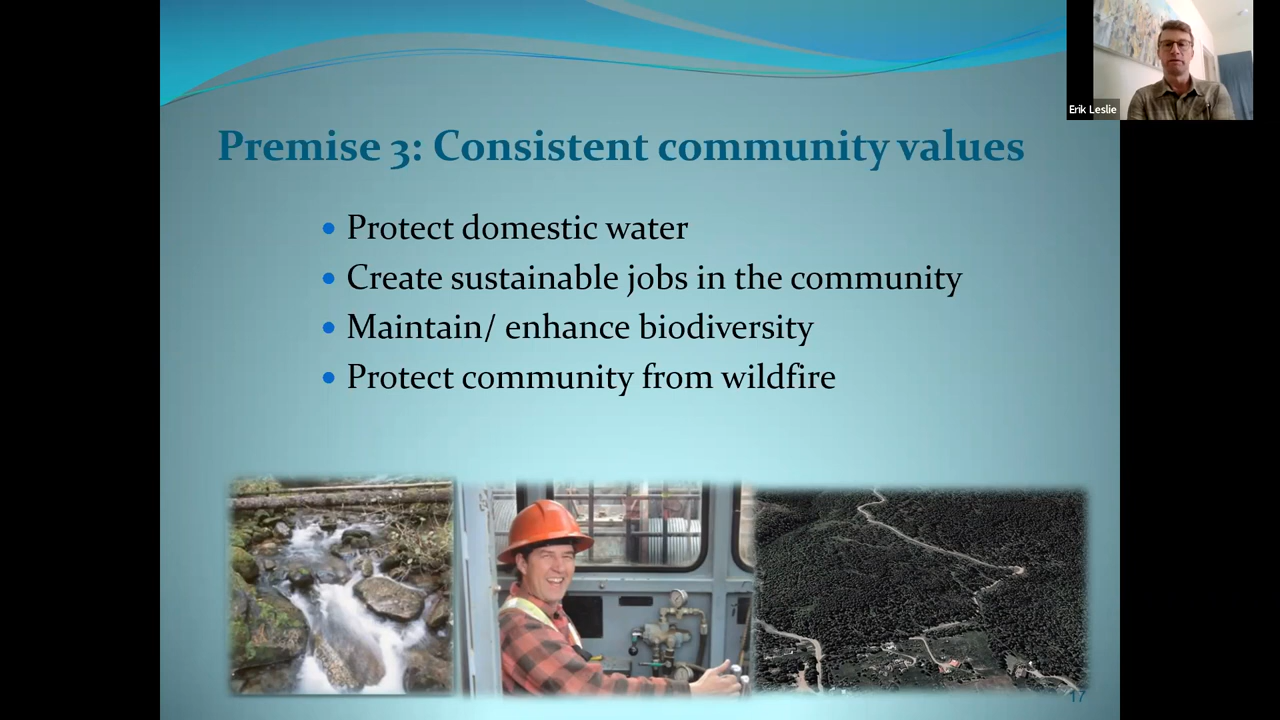 Erik Leslie
Premise 3: Consistent community values
Protect domestic water
Create sustainable jobs in the community
Maintain/ enhance biodiversity
Protect community from wildfire
17